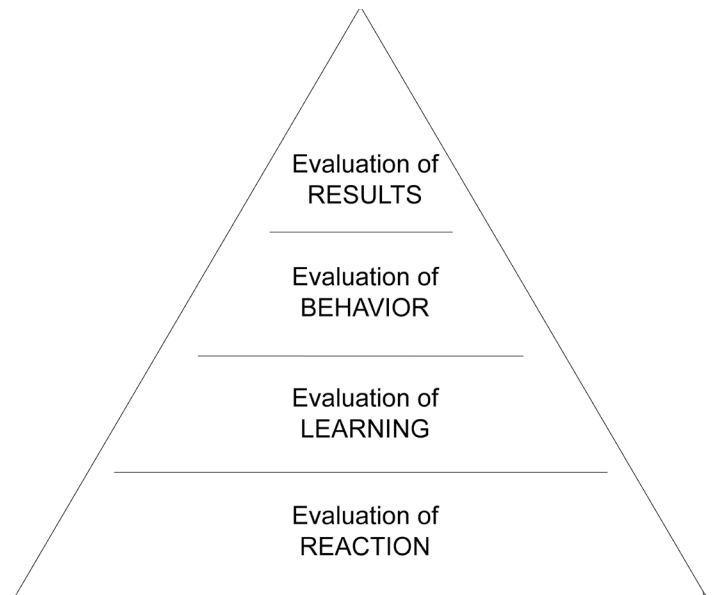 Evaluation of
RESULTS
Evaluation of
BEHAVIOR
Evaluation of
LEARNING
Evaluation of
REACTION